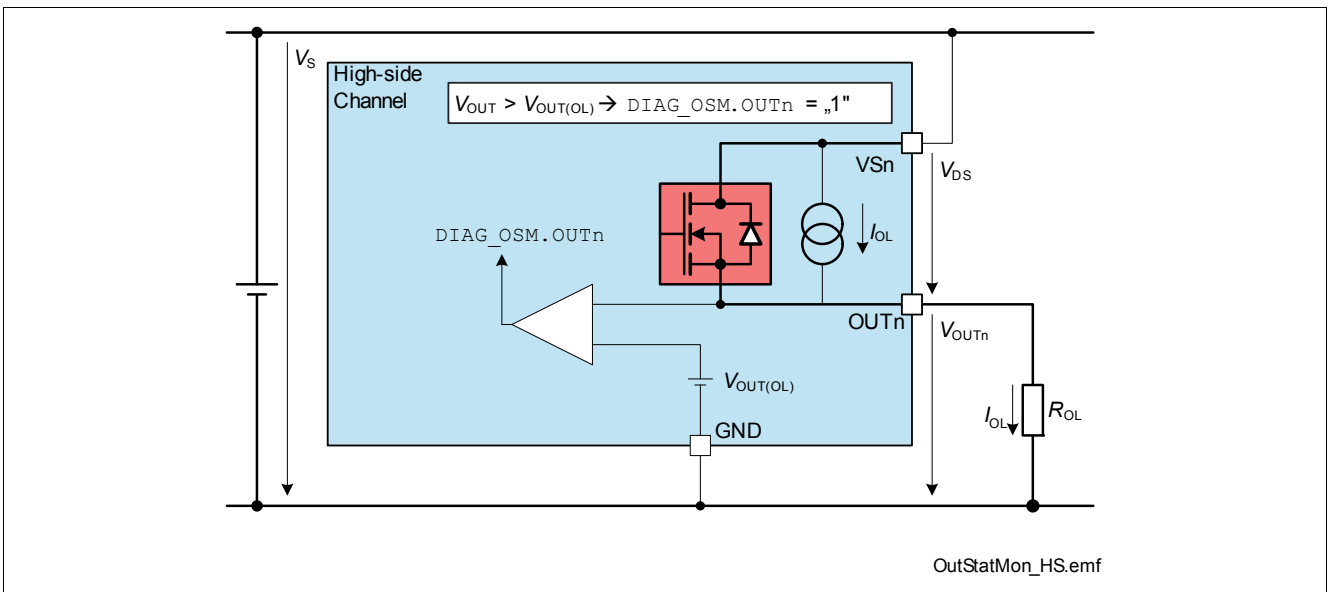 VS
High-side
Channel
VOUT > VOUT(OL) → DIAG_OSM.OUTn = „1"
VSn
VDS
IOL
DIAG_OSM.OUTn
OUTn
VOUTn
VOUT(OL)
IOL
ROL
GND
OutStatMon_HS.emf